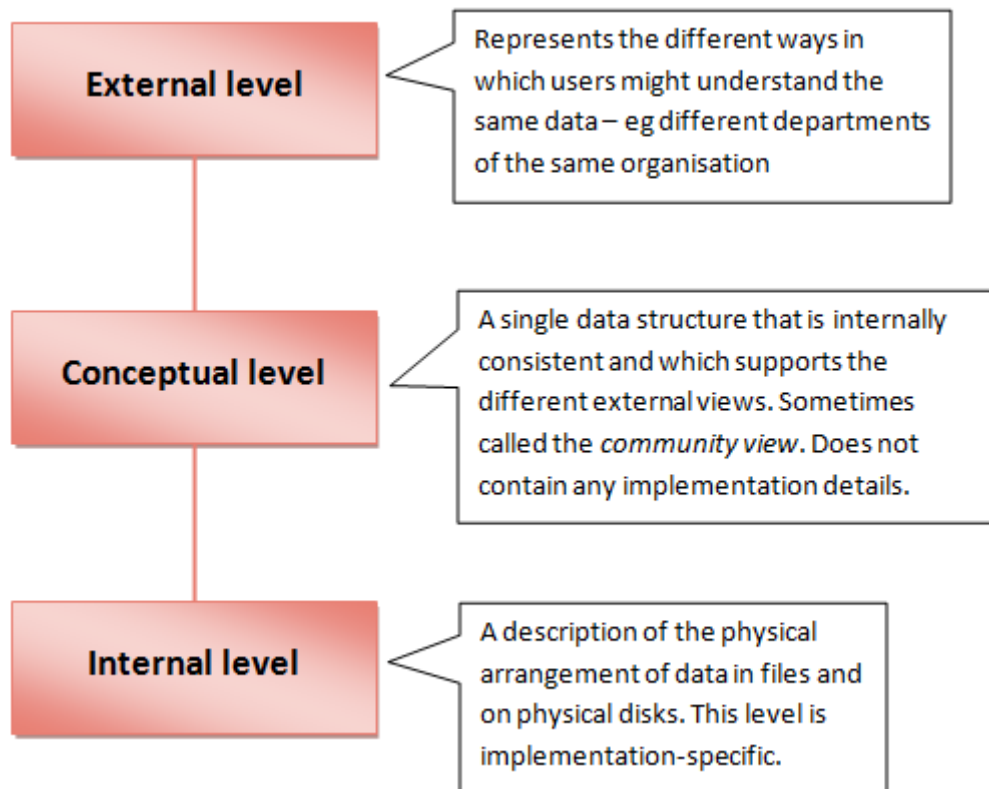 External level
Represents the different ways in
which users might understand the
same data – eg different departments
of the same organisation
Conceptual level
A single data structure that is internally
consistent and which supports the
different external views. Sometimes
called the community view. Does not
contain any implementation details.
Internal level
A description of the physical
arrangement of data in files and
on physical disks. This level is
implementation-specific.